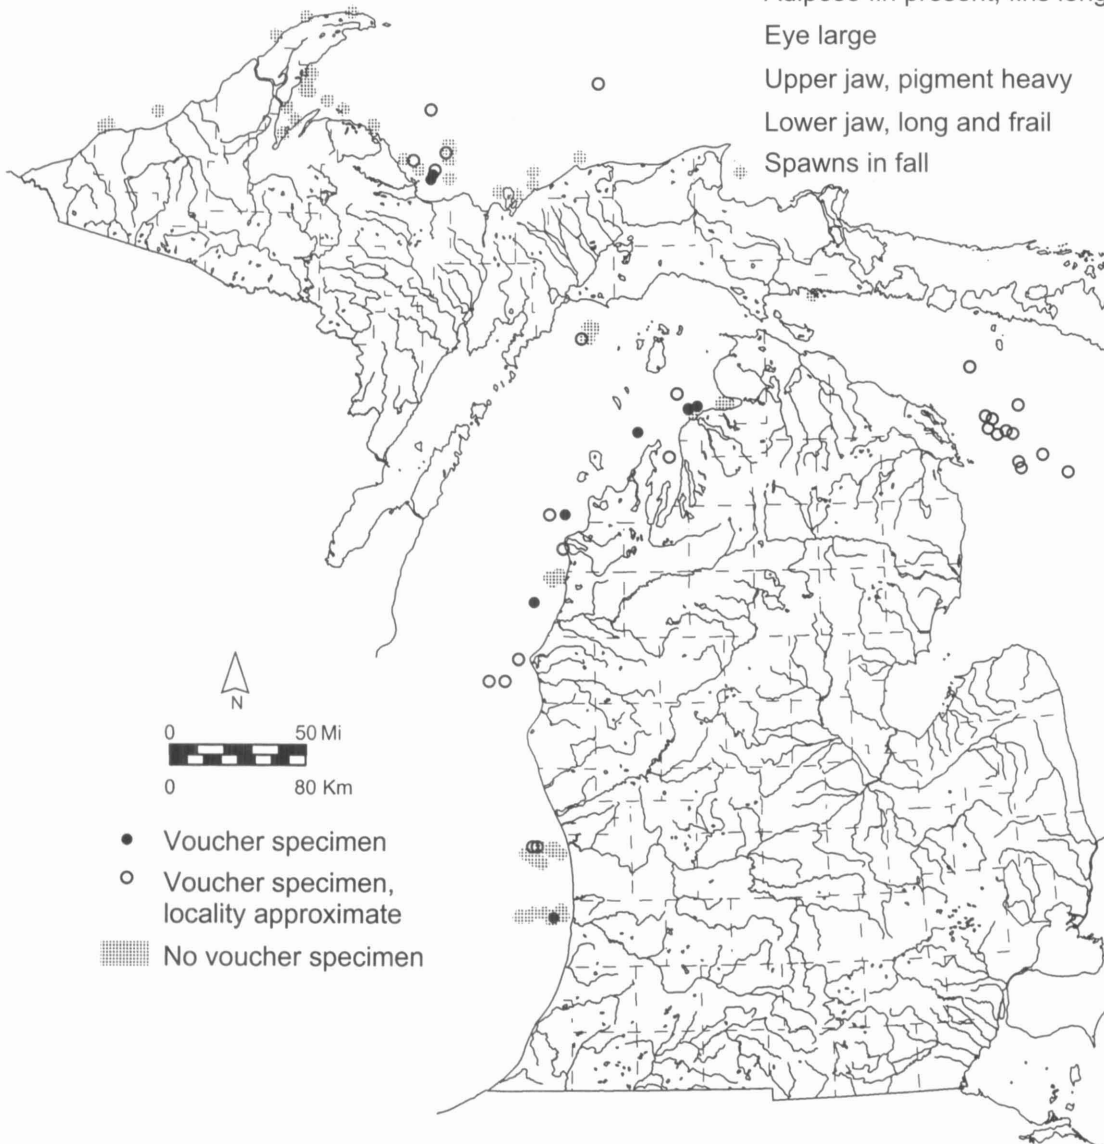 Eye large
Upper jaw, pigment heavy
Lower jaw, long and frail
Spawns in fall
N
0 50 Mi
0 80 Km
Voucher specimen
Voucher specimen,
locality approximate
No voucher specimen